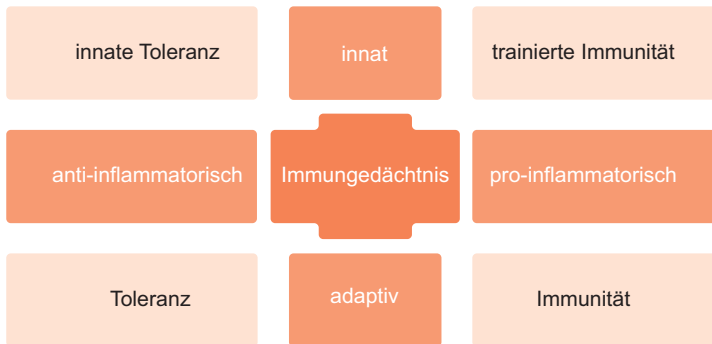 innate Toleranz
innat
trainierte Immunität
anti-inflammatorisch
Immungedächtnis
pro-inflammatorisch
Toleranz
adaptiv
Immunität